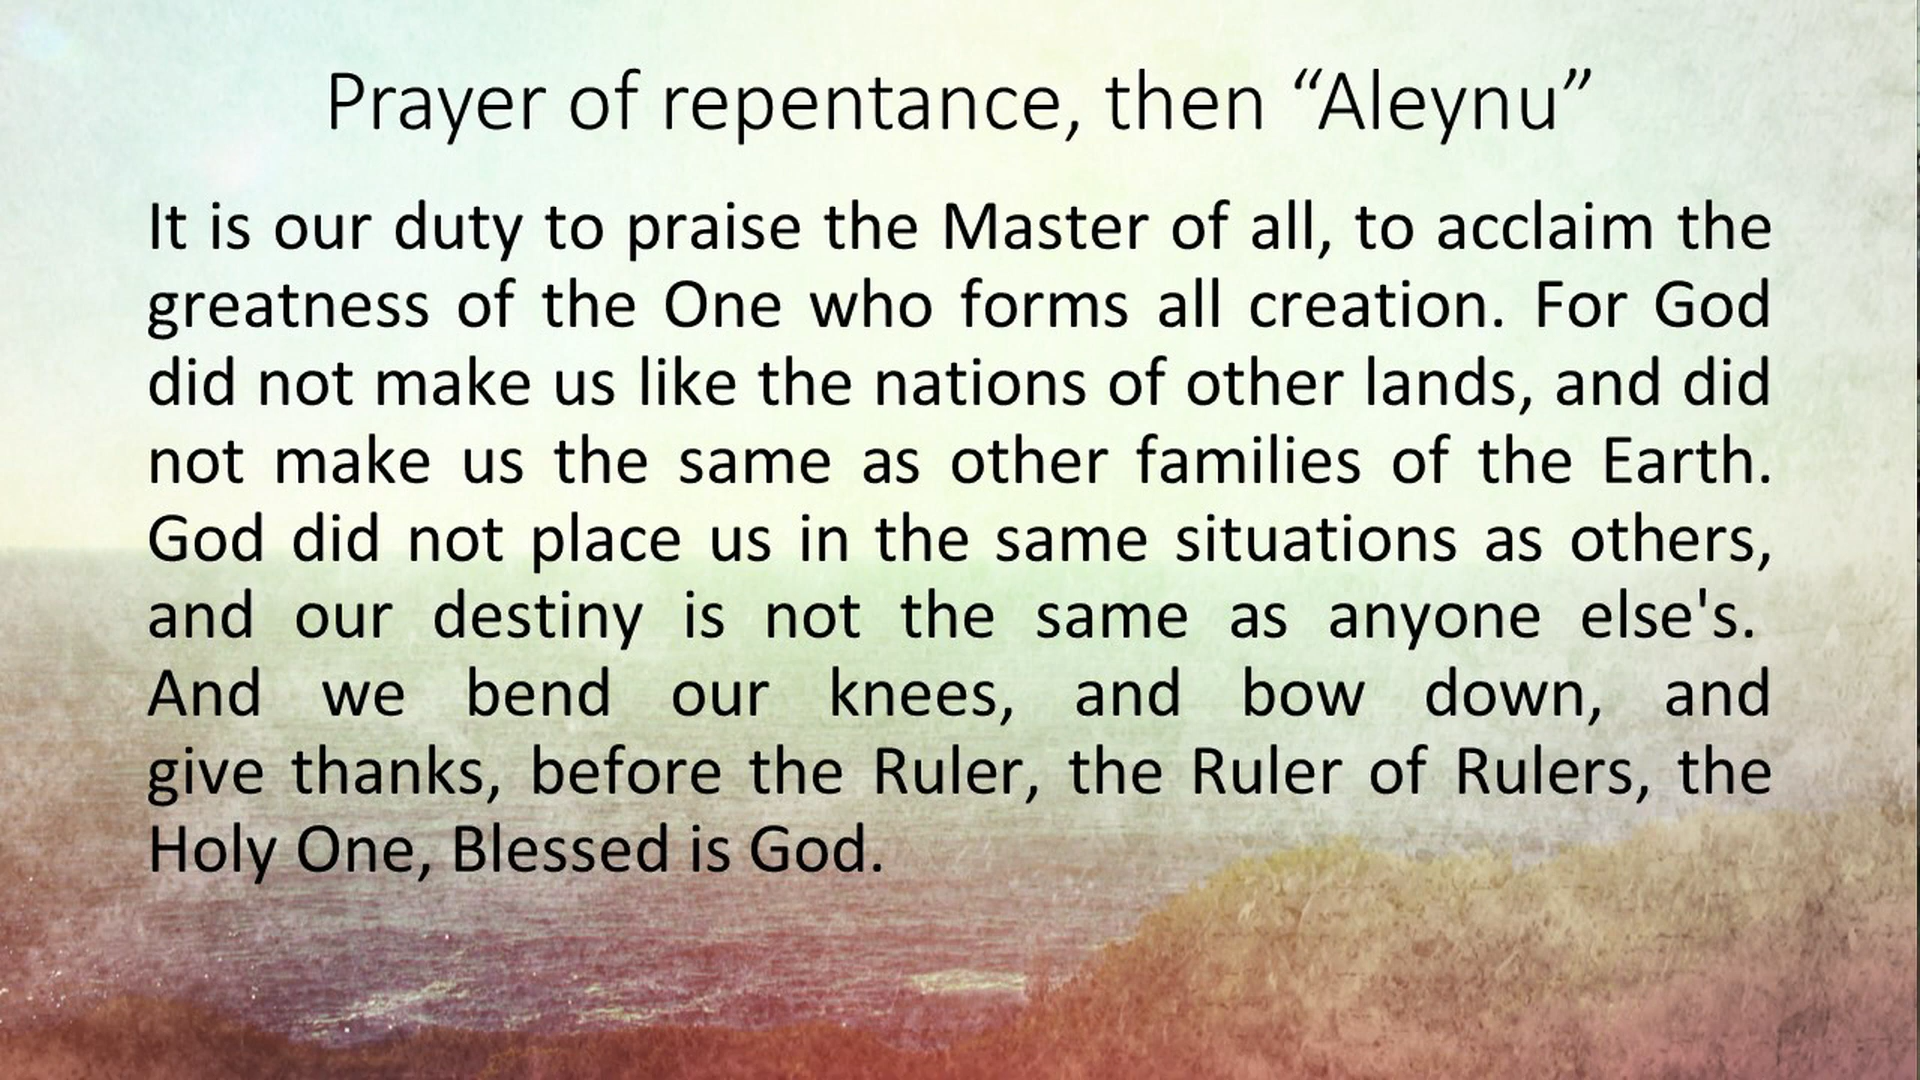 Prayer of repentance, then “Aleynu”
It is our duty to praise the Master of all, to acclaim the
greatness of the One who forms all creation. For God
did not make us like the nations of other lands, and did
not make us the same as other families of the Earth.
God did not place us in the same situations as others,
and our destiny is not the same as anyone else's.
And we bend our knees, and bow down, and
give thanks, before the Ruler, the Ruler of Rulers, the
Holy One, Blessed is God.